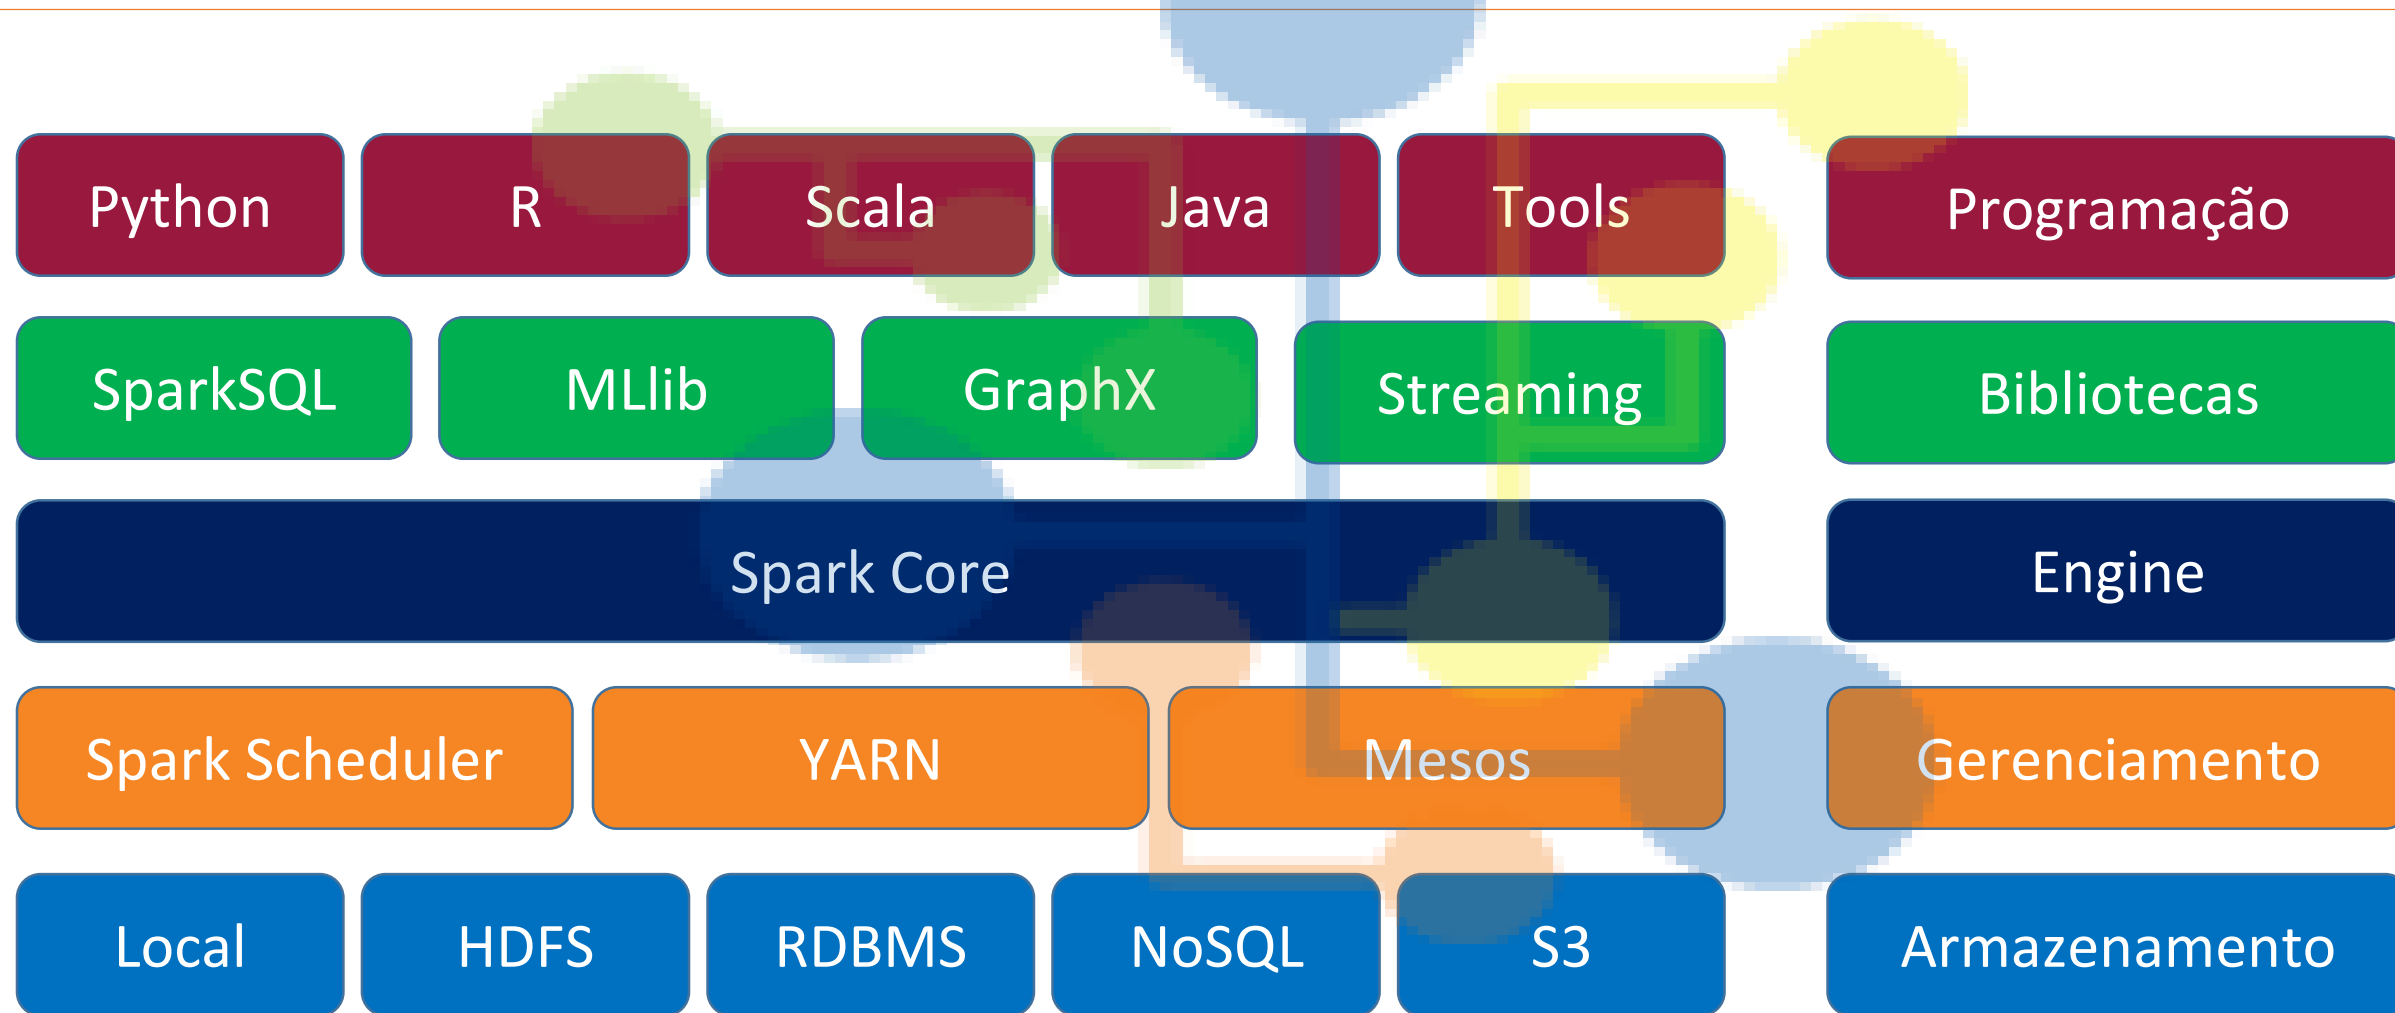 Python R Scala Java Tools Programação
SparkSQL MLlib GraphX Streaming Bibliotecas
Spark Core Engine
Spark Scheduler YARN Mesos Gerenciamento
Local HDFS RDBMS NoSQL S3 Armazenamento